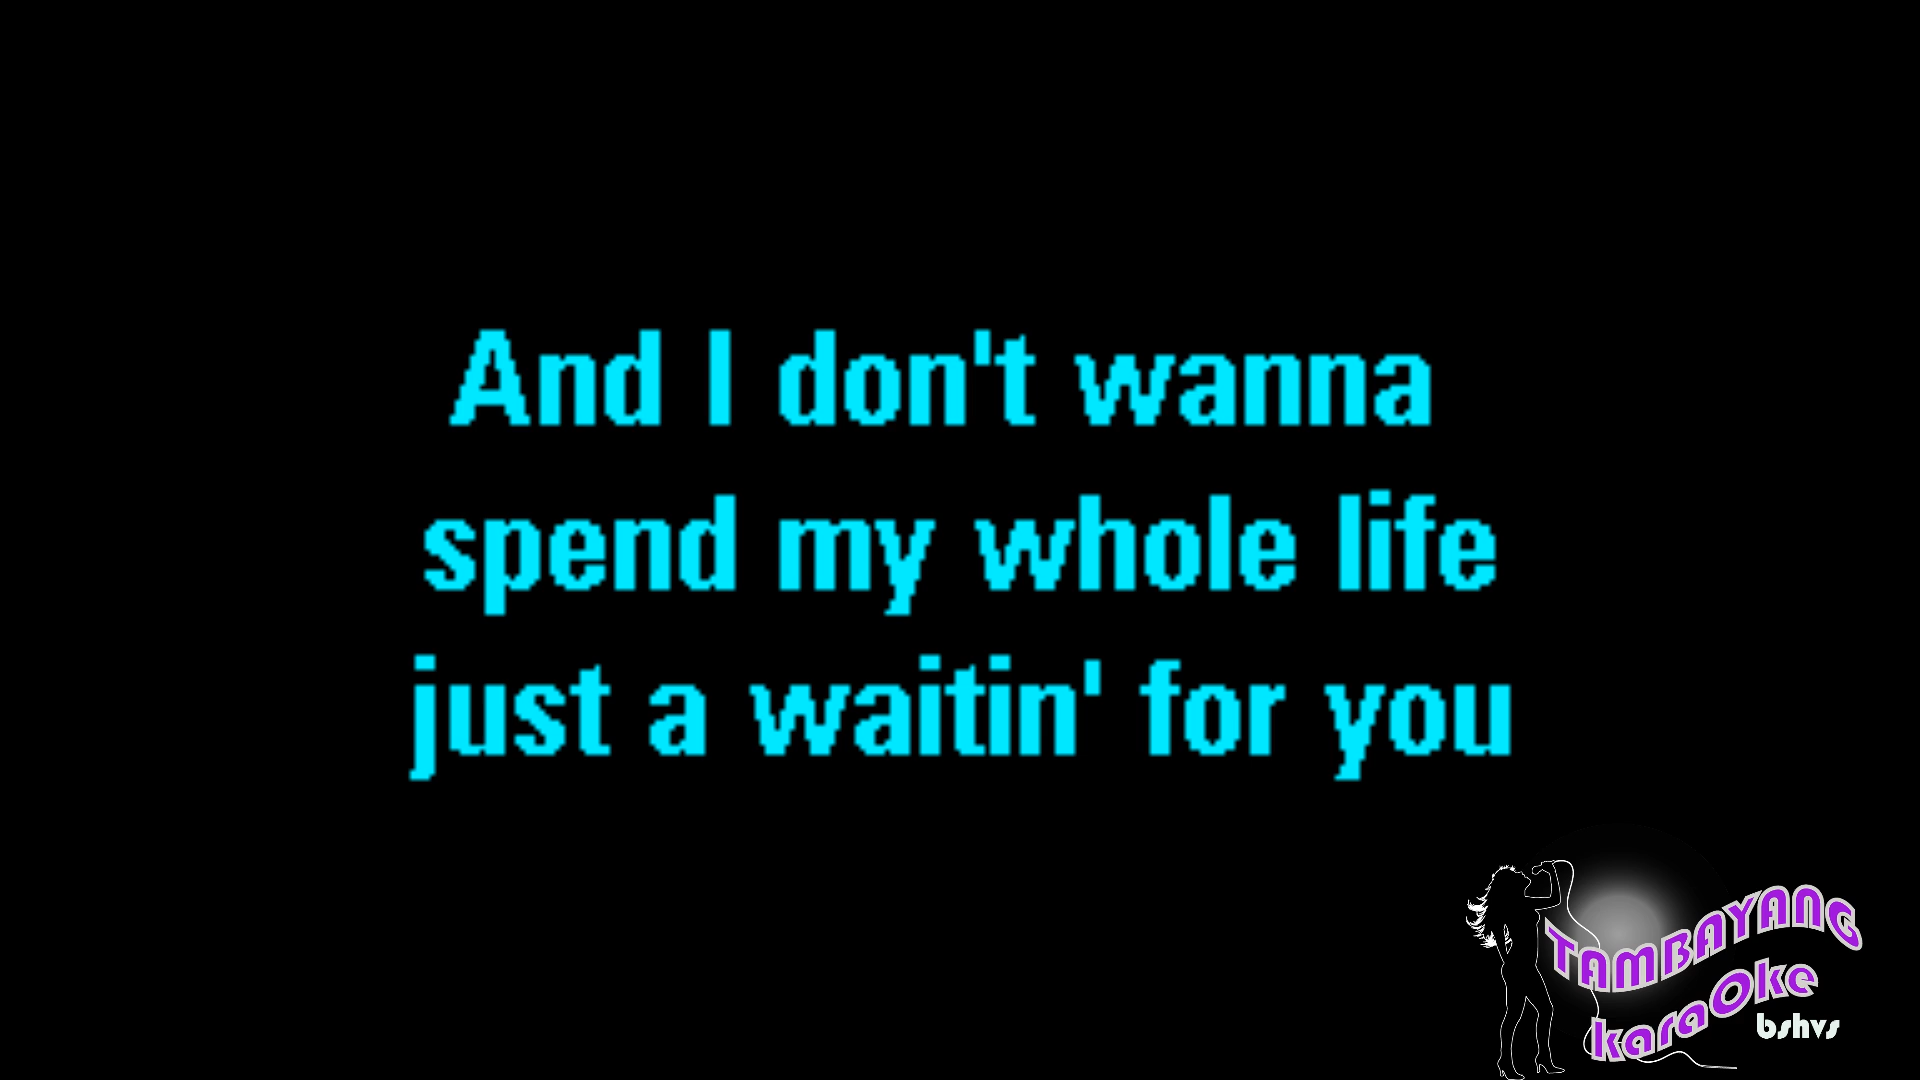 And I don't wanna
spend my whole life
just a waitin' for you
TAMBAYANG
karaOke
bshvs